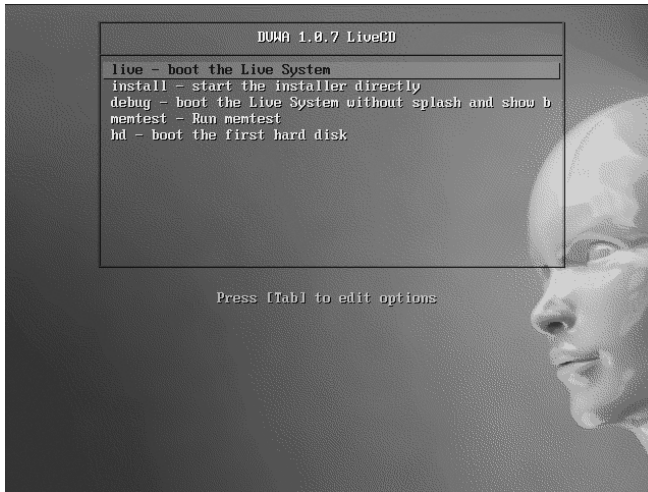 DVWA 1.0.7 LiveCD
live - boot the Live System
install - start the installer directly
debug - boot the Live System without splash and show b
memtest - Run memtest
hd - boot the first hard disk
Press [Tab] to edit options